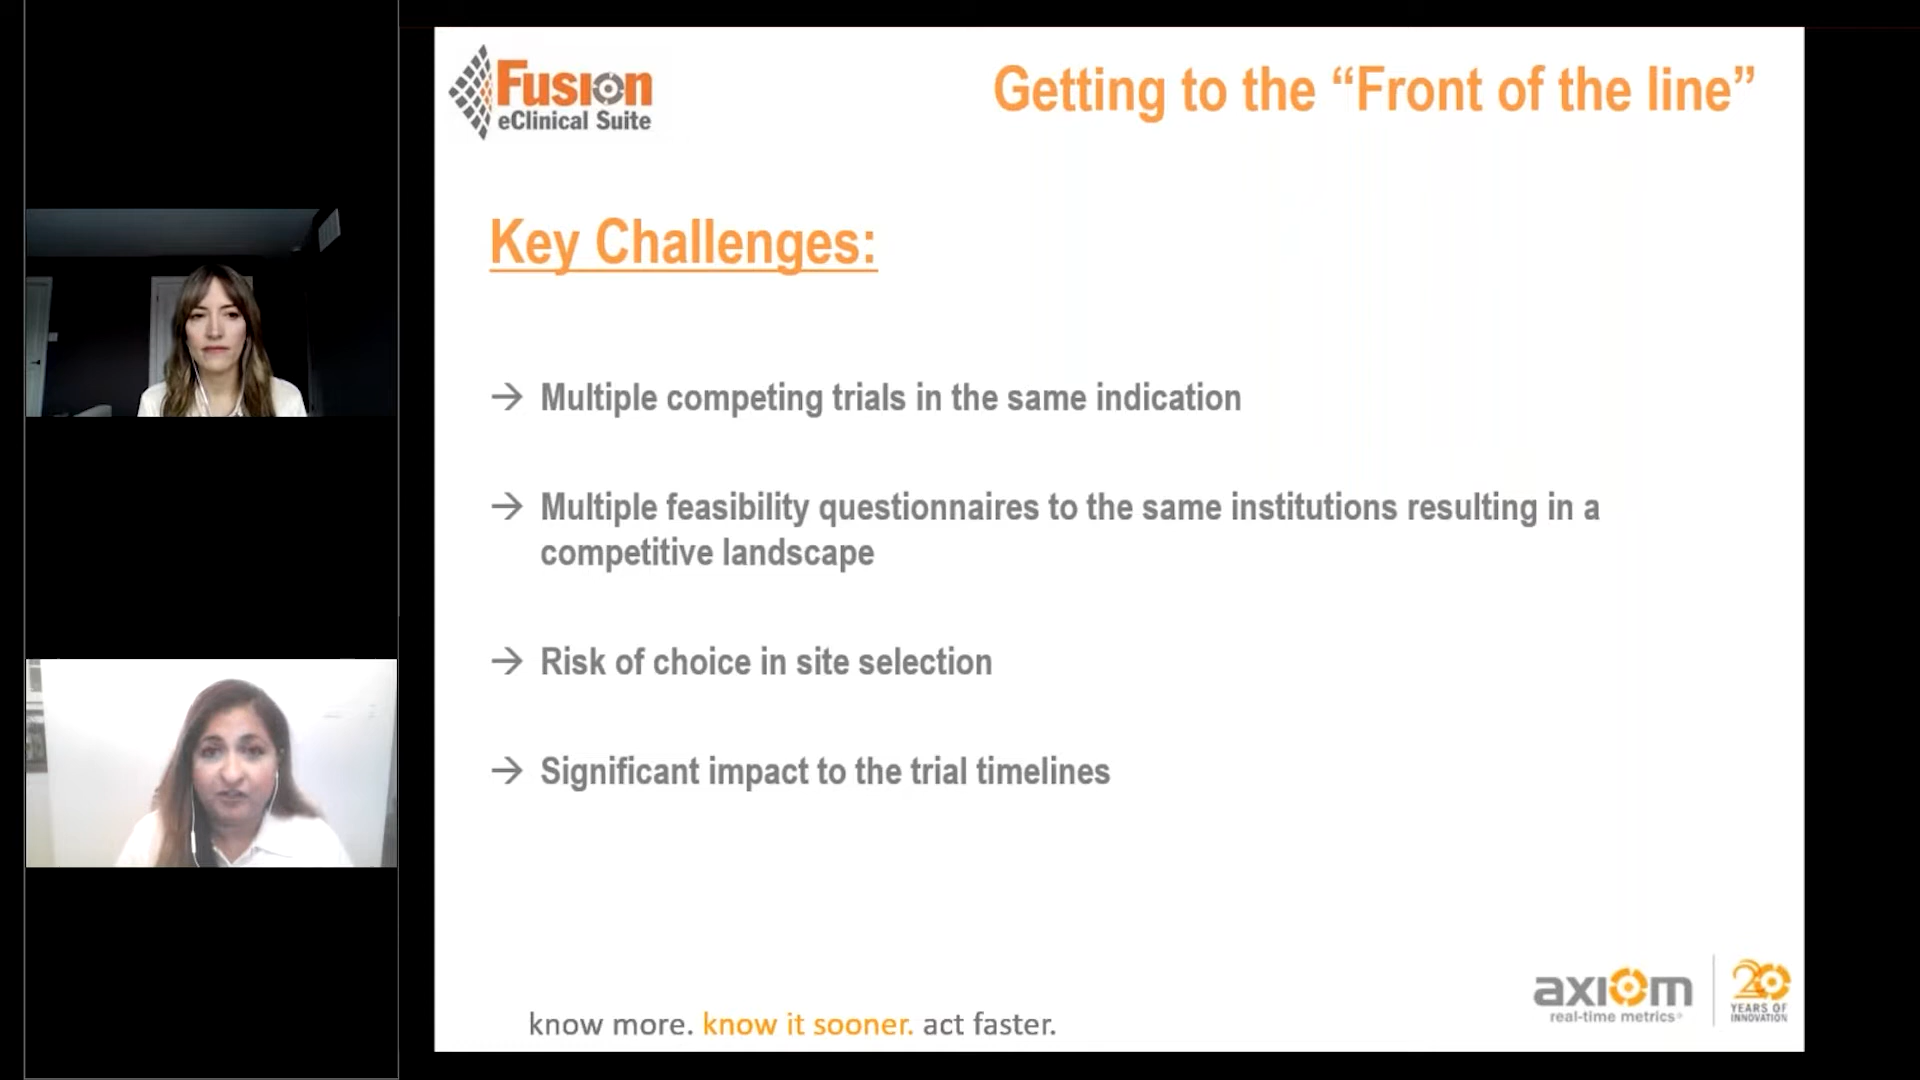 Fusion
eClinical Suite
Getting to the “Front of the line”
Key Challenges:
→ Multiple competing trials in the same indication
→ Multiple feasibility questionnaires to the same institutions resulting in a
competitive landscape
→ Risk of choice in site selection
→ Significant impact to the trial timelines
know more. know it sooner. act faster.
axiom
real-time metrics®
20
YEARS OF
INNOVATION